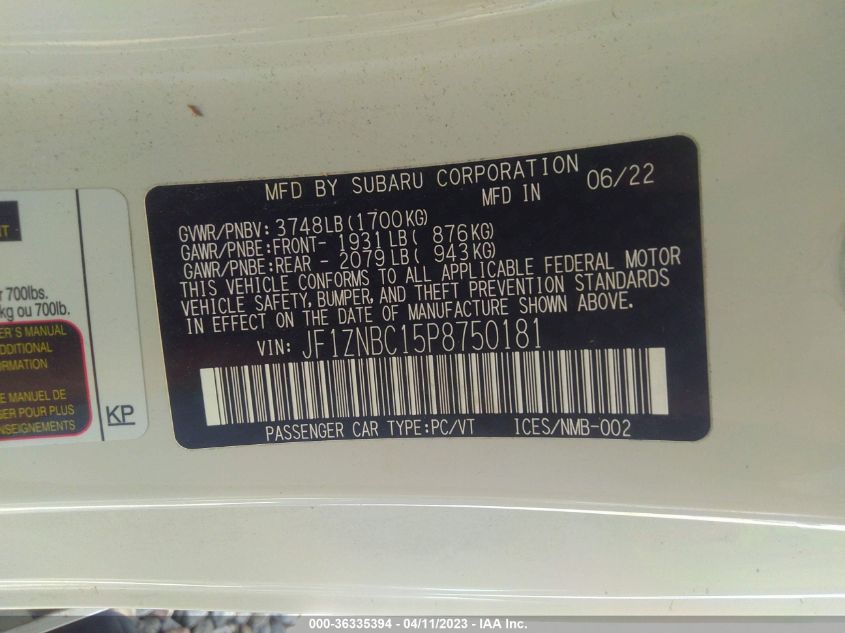 MFD BY SUBARU CORPORATION
MFD IN 06/22
GVWR/PNBV: 3748LB(1700KG)
GAWR/PNBE:FRONT- 1931LB( 876KG)
GAWR/PNBE:REAR - 2079LB( 943KG)
THIS VEHICLE CONFORMS TO ALL APPLICABLE FEDERAL MOTOR
VEHICLE SAFETY, BUMPER, AND THEFT PREVENTION STANDARDS
IN EFFECT ON THE DATE OF MANUFACTURE SHOWN ABOVE.
VIN: JF1ZNBC15P8750181
PASSENGER CAR TYPE:PC/VT ICES/NMB-002
700lbs.
kg ou 700lb.
MANUAL
E MANUEL DE
POUR PLUS
KP
000-36335394 - 04/11/2023 - IAA Inc.